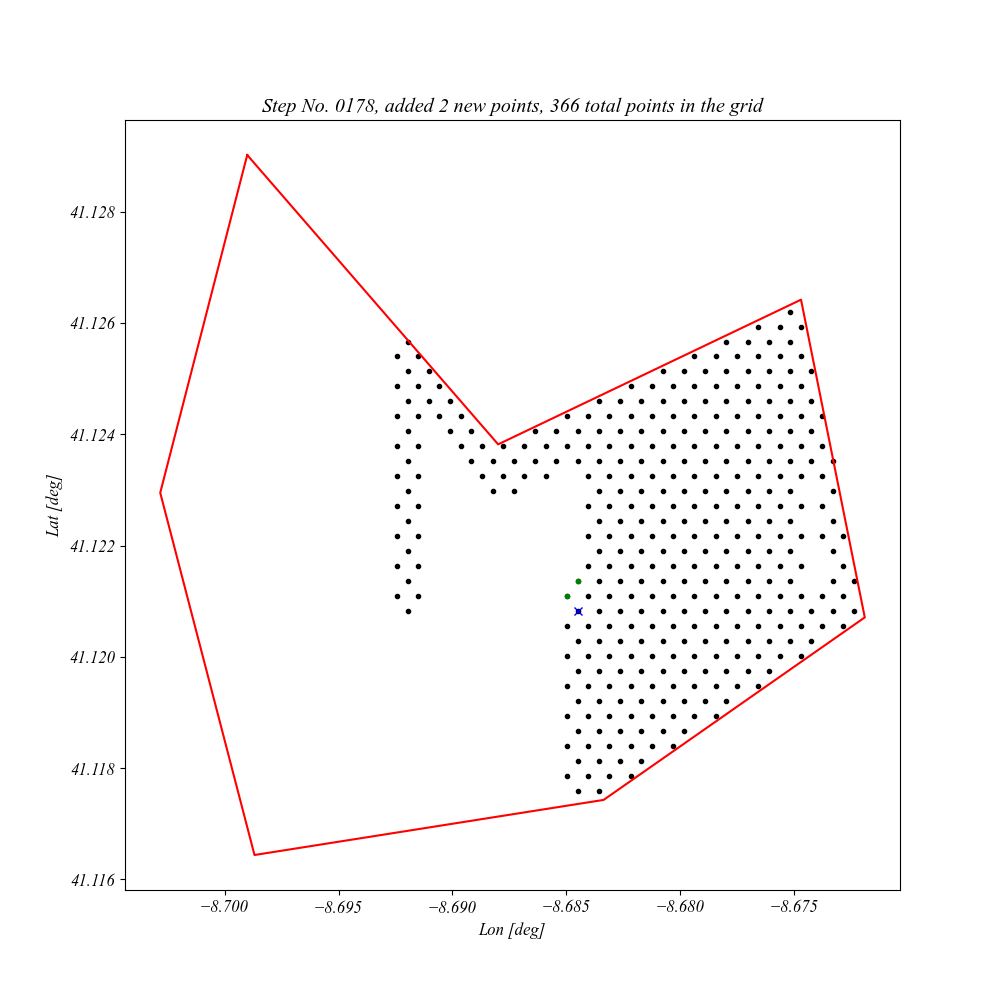 Step No. 0178, added 2 new points, 366 total points in the grid
41.128
41.126
41.124
41.122
41.120
41.118
41.116
Lat [deg]
−8.700 −8.695 −8.690 −8.685 −8.680 −8.675
Lon [deg]